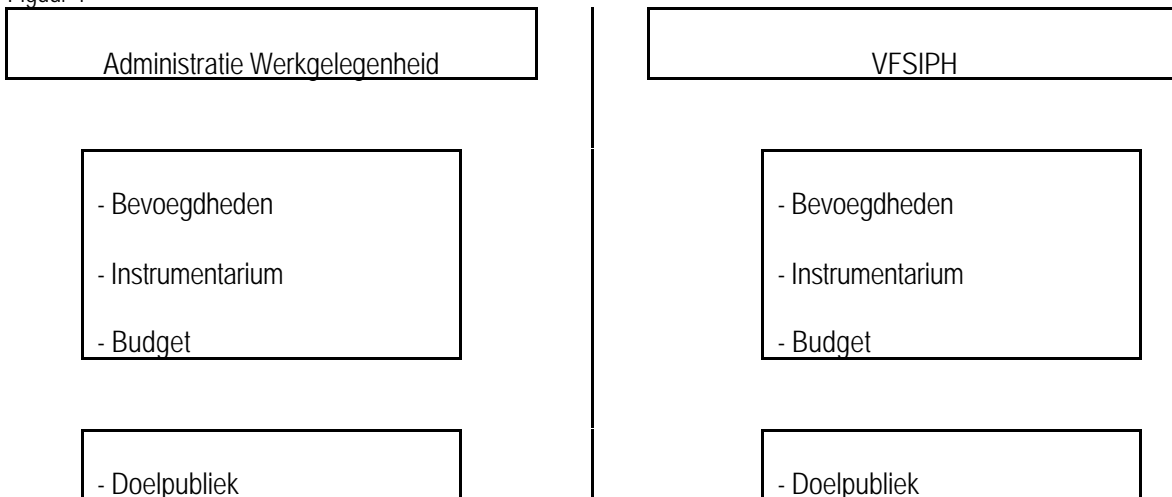 Administratie Werkgelegenheid
VFSIPH
- Bevoegdheden
- Instrumentarium
- Budget
- Bevoegdheden
- Instrumentarium
- Budget
- Doelpubliek
- Doelpubliek